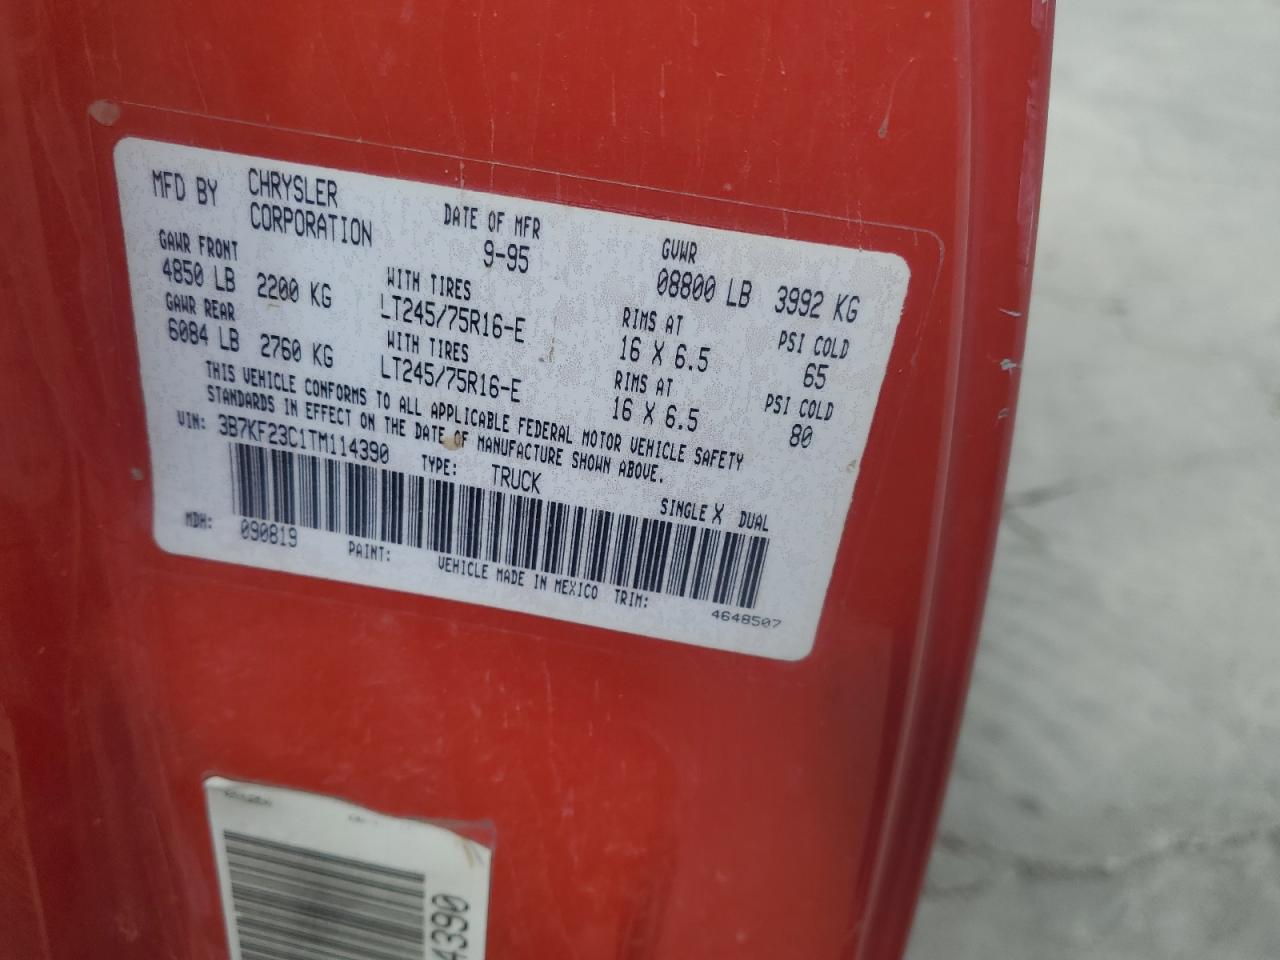 MFD BY CHRYSLER CORPORATION DATE OF MFR 9-95 GVWR 08800 LB 3992 KG
GAWR FRONT 4850 LB 2200 KG WITH TIRES LT245/75R16-E RIMS AT 16 X 6.5 PSI COLD 65
GAWR REAR 6084 LB 2760 KG WITH TIRES LT245/75R16-E RIMS AT 16 X 6.5 PSI COLD 80
THIS VEHICLE CONFORMS TO ALL APPLICABLE FEDERAL MOTOR VEHICLE SAFETY
STANDARDS IN EFFECT ON THE DATE OF MANUFACTURE SHOWN ABOVE.
VIN: 3B7KF23C1TM114390 TYPE: TRUCK SINGLE X DUAL
MDH: 090819 PAINT: VEHICLE MADE IN MEXICO TRIM: 4648507
4390